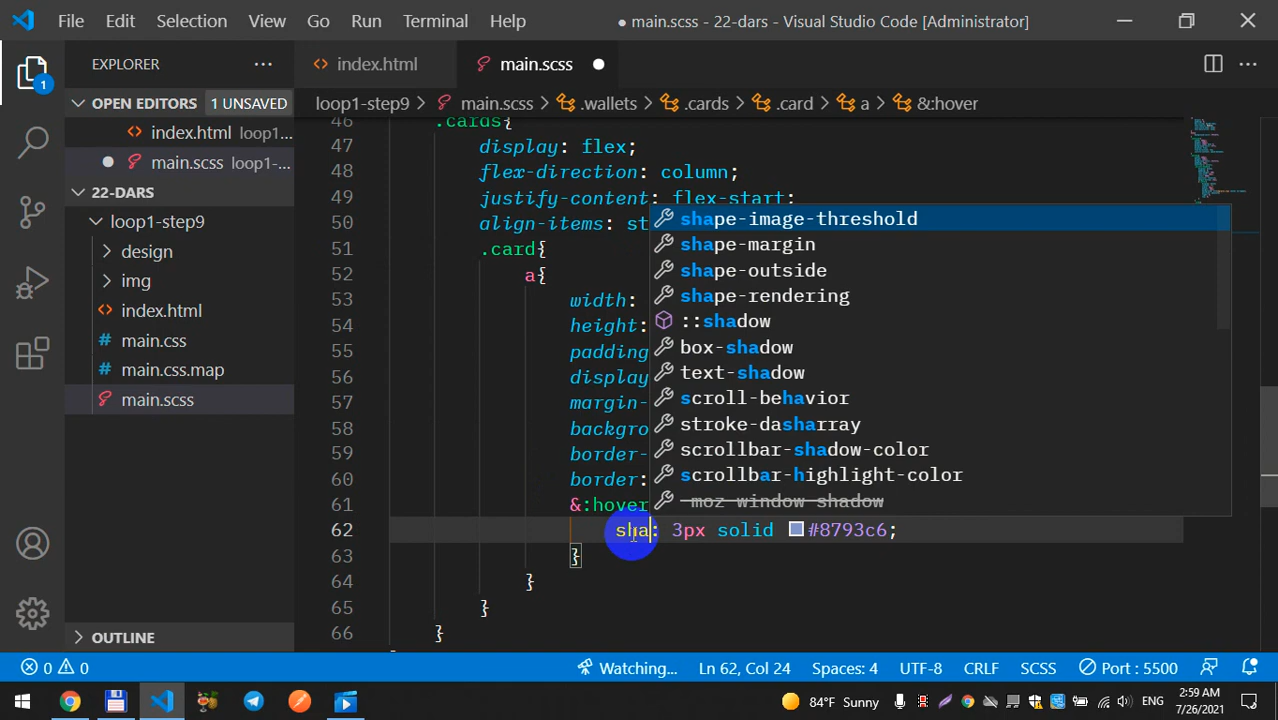 File Edit Selection View Go Run Terminal Help
● main.scss - 22-dars - Visual Studio Code [Administrator]
EXPLORER ···
index.html
main.scss
OPEN EDITORS 1 UNSAVED
index.html loop1...
main.scss loop1-...
22-DARS
loop1-step9
design
img
index.html
main.css
main.css.map
main.scss
OUTLINE
1
loop1-step9 > main.scss > .wallets > .cards > .card > a > &:hover
46 .cards{
47 display: flex;
48 flex-direction: column;
49 justify-content: flex-start;
50 align-items: st
51 .card{
52 a{
53 width:
54 height:
55 padding
56 display
57 margin-
58 backgro
59 border-
60 border:
61 &:hover
62 sha: 3px solid #8793c6;
63 }
64 }
65 }
66 }
shape-image-threshold
shape-margin
shape-outside
shape-rendering
::shadow
box-shadow
text-shadow
scroll-behavior
stroke-dasharray
scrollbar-shadow-color
scrollbar-highlight-color
-moz-window-shadow
0 0 Watching... Ln 62, Col 24 Spaces: 4 UTF-8 CRLF SCSS Port : 5500
84°F Sunny ENG 2:59 AM
7/26/2021